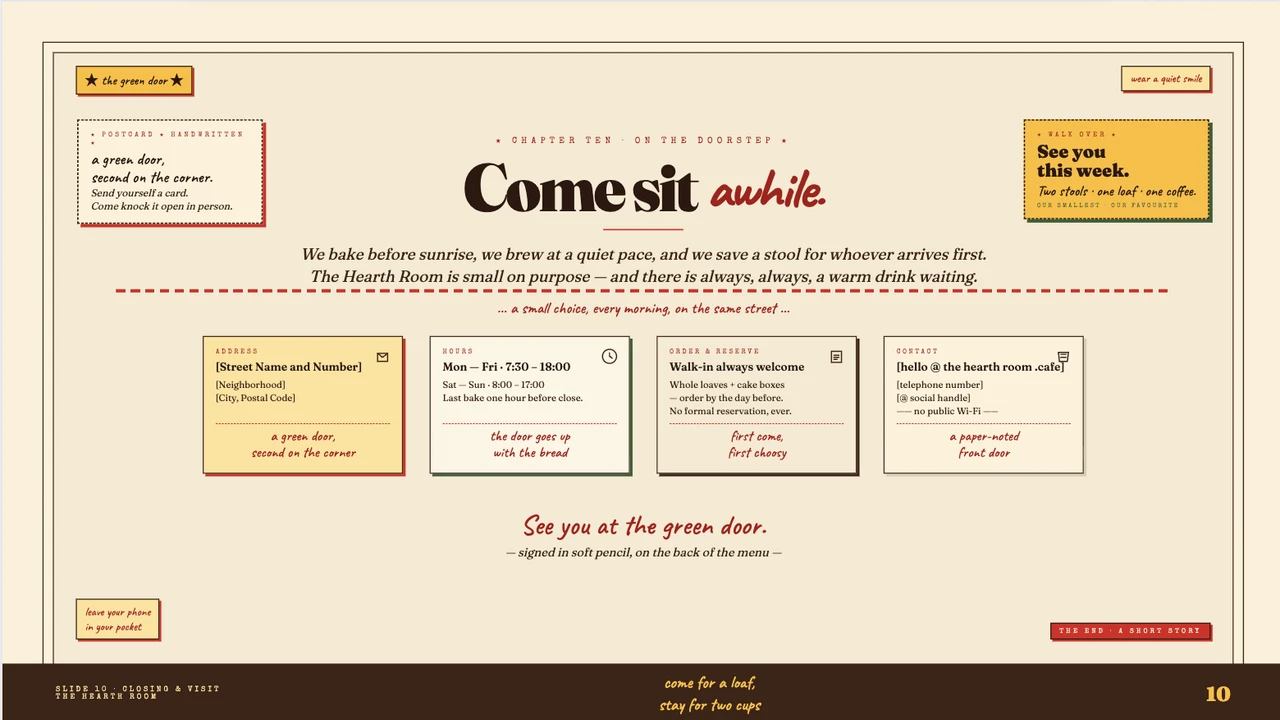 ★ the green door ★
wear a quiet smile
★ POSTCARD ★ HANDWRITTEN
★
a green door,
second on the corner.
Send yourself a card.
Come knock it open in person.
★ CHAPTER TEN · ON THE DOORSTEP ★
Come sit awhile.
★ WALK OVER ★
See you
this week.
Two stools · one loaf · one coffee.
OUR SMALLEST · OUR FAVOURITE
We bake before sunrise, we brew at a quiet pace, and we save a stool for whoever arrives first.
The Hearth Room is small on purpose — and there is always, always, a warm drink waiting.
... a small choice, every morning, on the same street ...
ADDRESS
[Street Name and Number]
[Neighborhood]
[City, Postal Code]
a green door,
second on the corner
HOURS
Mon — Fri · 7:30 – 18:00
Sat — Sun · 8:00 – 17:00
Last bake one hour before close.
the door goes up
with the bread
ORDER & RESERVE
Walk-in always welcome
Whole loaves + cake boxes
— order by the day before.
No formal reservation, ever.
first come,
first choosy
CONTACT
[hello @ the hearth room .cafe]
[telephone number]
[@ social handle]
—— no public Wi-Fi ——
a paper-noted
front door
See you at the green door.
— signed in soft pencil, on the back of the menu —
leave your phone
in your pocket
THE END · A SHORT STORY
SLIDE 10 · CLOSING & VISIT
THE HEARTH ROOM
come for a loaf,
stay for two cups
10